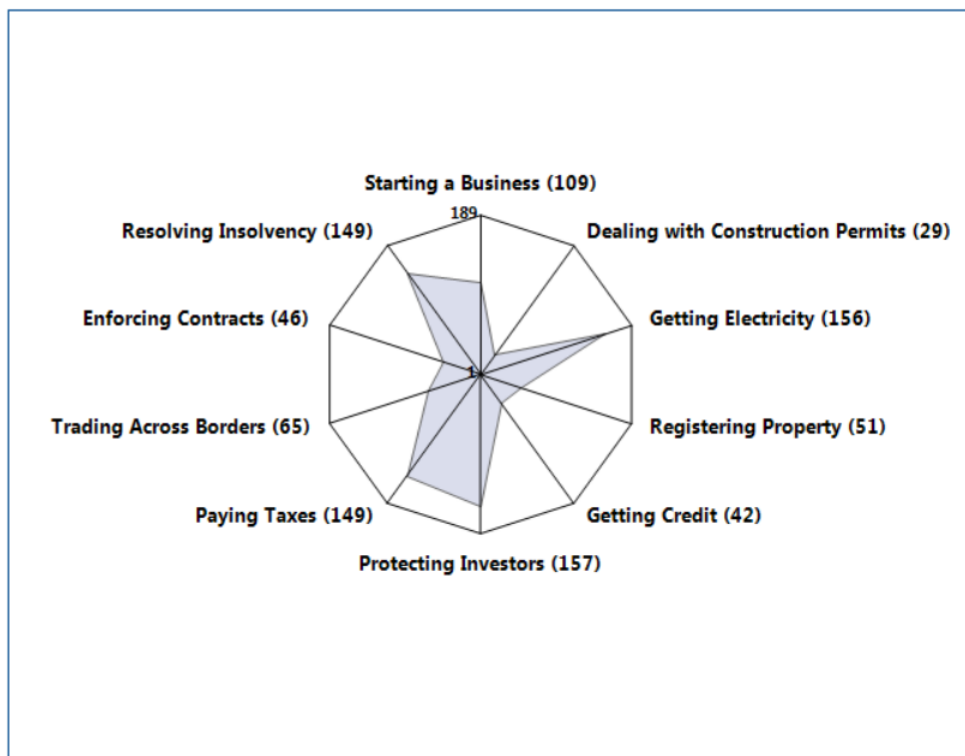 Starting a Business (109)
189
Resolving Insolvency (149)
Dealing with Construction Permits (29)
Enforcing Contracts (46)
Getting Electricity (156)
1
Trading Across Borders (65)
Registering Property (51)
Paying Taxes (149)
Getting Credit (42)
Protecting Investors (157)